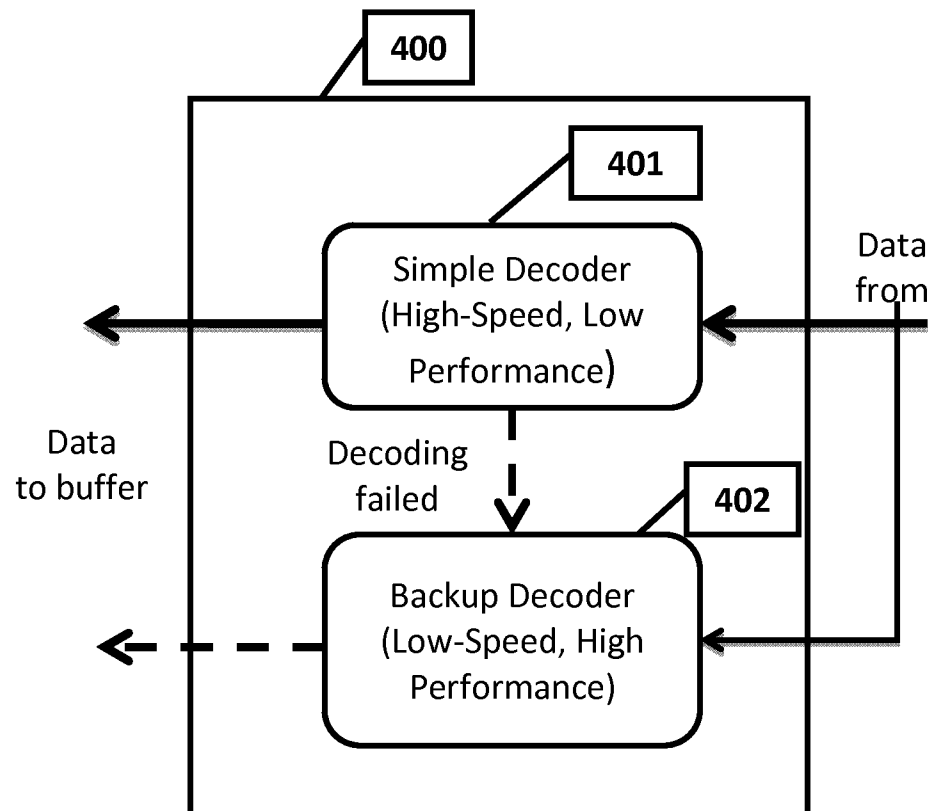 400
401
Simple Decoder
(High-Speed, Low
Performance)
Data
from
Data
to buffer
Decoding
failed
402
Backup Decoder
(Low-Speed, High
Performance)